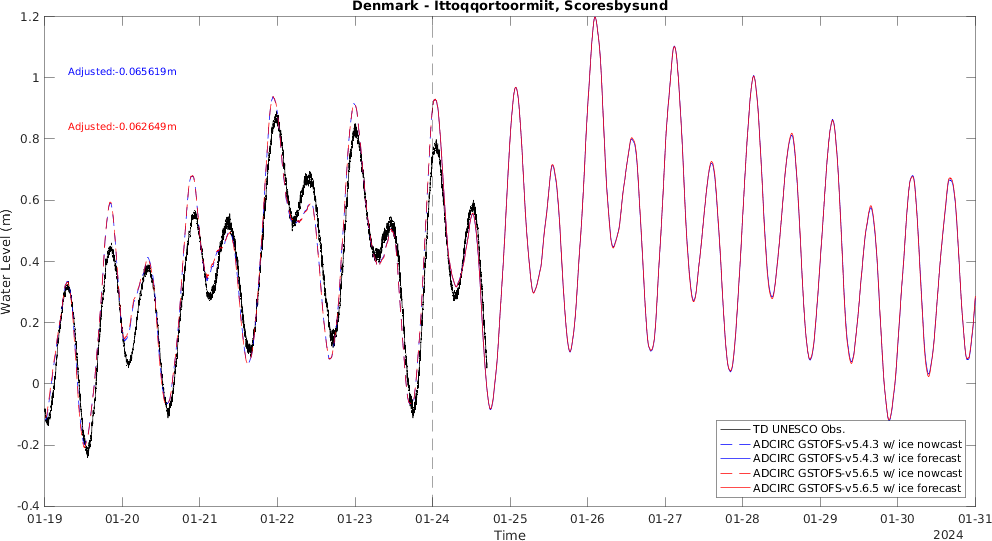 Denmark - Ittoqqortoormiit, Scoresbysund
1.2
1
0.8
0.6
0.4
0.2
0
-0.2
-0.4
Water Level (m)
Adjusted:-0.065619m
Adjusted:-0.062649m
TD UNESCO Obs.
ADCIRC GSTOFS-v5.4.3 w/ ice nowcast
ADCIRC GSTOFS-v5.4.3 w/ ice forecast
ADCIRC GSTOFS-v5.6.5 w/ ice nowcast
ADCIRC GSTOFS-v5.6.5 w/ ice forecast
01-19 01-20 01-21 01-22 01-23 01-24 01-25 01-26 01-27 01-28 01-29 01-30 01-31
Time
2024